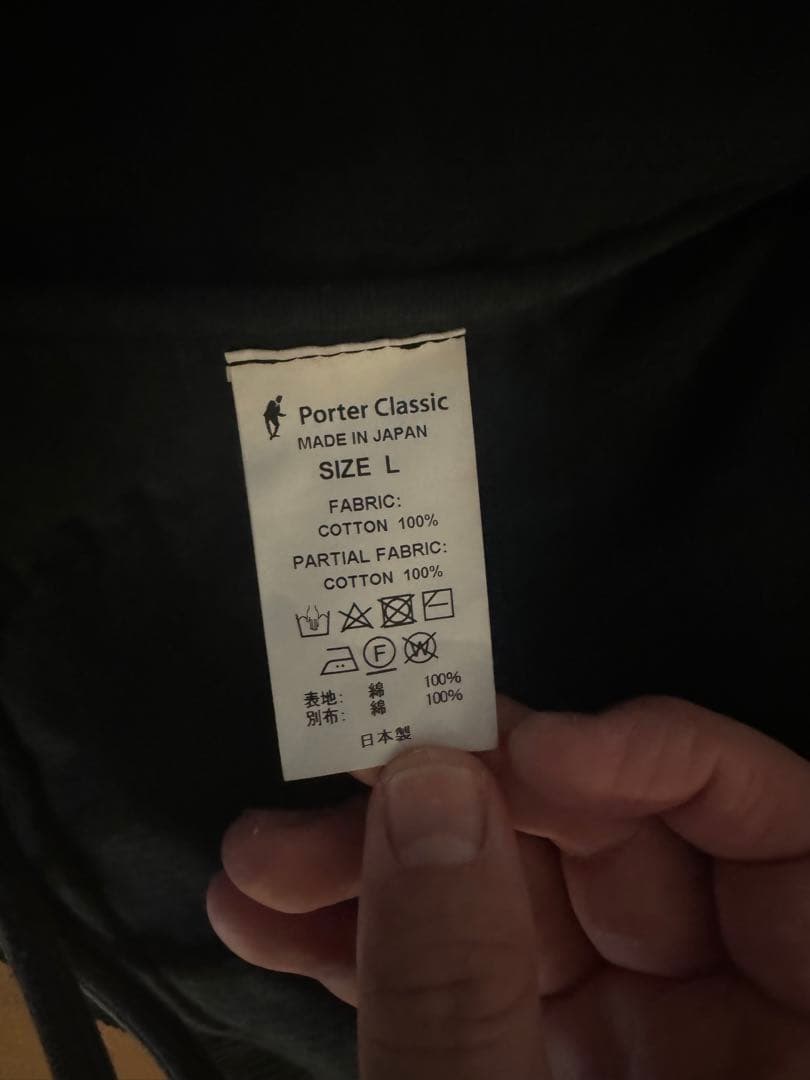 Porter Classic
MADE IN JAPAN
SIZE L
FABRIC:
COTTON 100%
PARTIAL FABRIC:
COTTON 100%
F
W
表地: 綿 100%
別布: 綿 100%
日本製